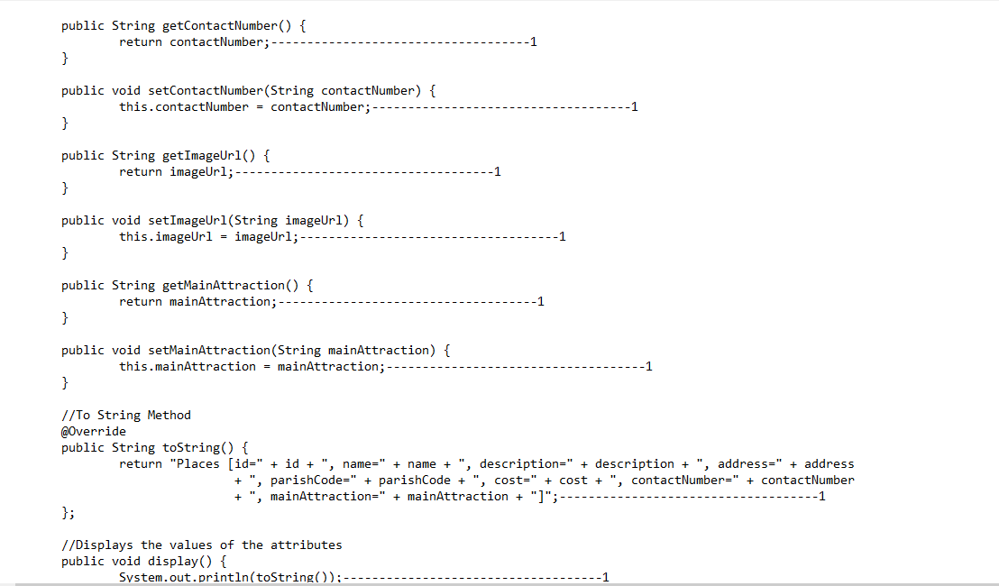 public String getContactNumber() {
return contactNumber;------------------------------------1
}
public void setContactNumber(String contactNumber) {
this.contactNumber = contactNumber;------------------------------------1
}
public String getImageUrl() {
return imageUrl;------------------------------------1
}
public void setImageUrl(String imageUrl) {
this.imageUrl = imageUrl;------------------------------------1
}
public String getMainAttraction() {
return mainAttraction;------------------------------------1
}
public void setMainAttraction(String mainAttraction) {
this.mainAttraction = mainAttraction;------------------------------------1
}
//To String Method
@Override
public String toString() {
return "Places [id=" + id + ", name=" + name + ", description=" + description + ", address=" + address
+ ", parishCode=" + parishCode + ", cost=" + cost + ", contactNumber=" + contactNumber
+ ", mainAttraction=" + mainAttraction + "]";------------------------------------1
};
//Displays the values of the attributes
public void display() {
System.out.println(toString());------------------------------------1